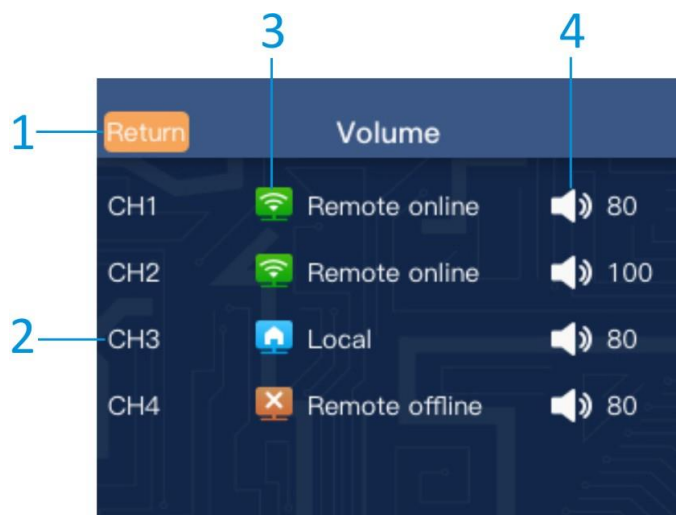 3 4
1 Return Volume
CH1 Remote online 80
CH2 Remote online 100
2 CH3 Local 80
CH4 Remote offline 80